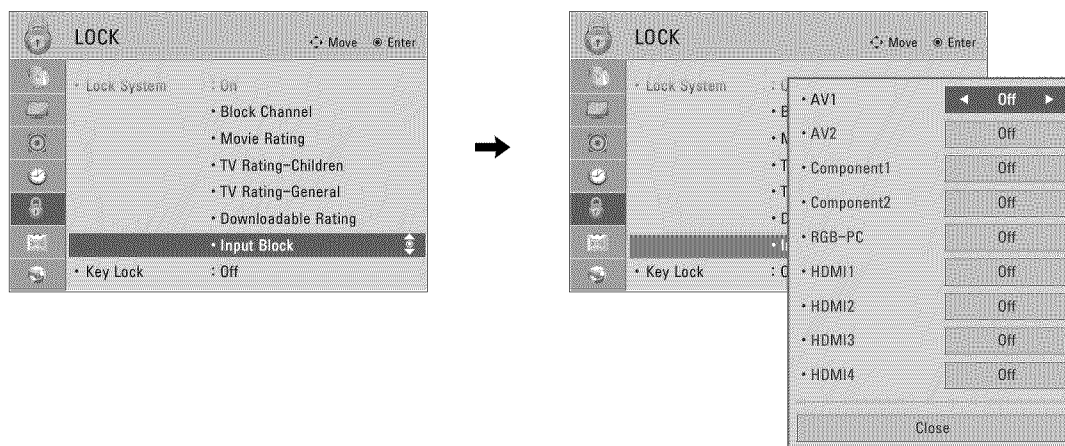 LOCK
Move Enter
• Lock System : On
• Block Channel
• Movie Rating
• TV Rating-Children
• TV Rating-General
• Downloadable Rating
• Input Block
• Key Lock : Off
LOCK
Move Enter
• Lock System :
• Key Lock :
• AV1 ◄ Off ►
• AV2 Off
• Component1 Off
• Component2 Off
• RGB-PC Off
• HDMI1 Off
• HDMI2 Off
• HDMI3 Off
• HDMI4 Off
Close